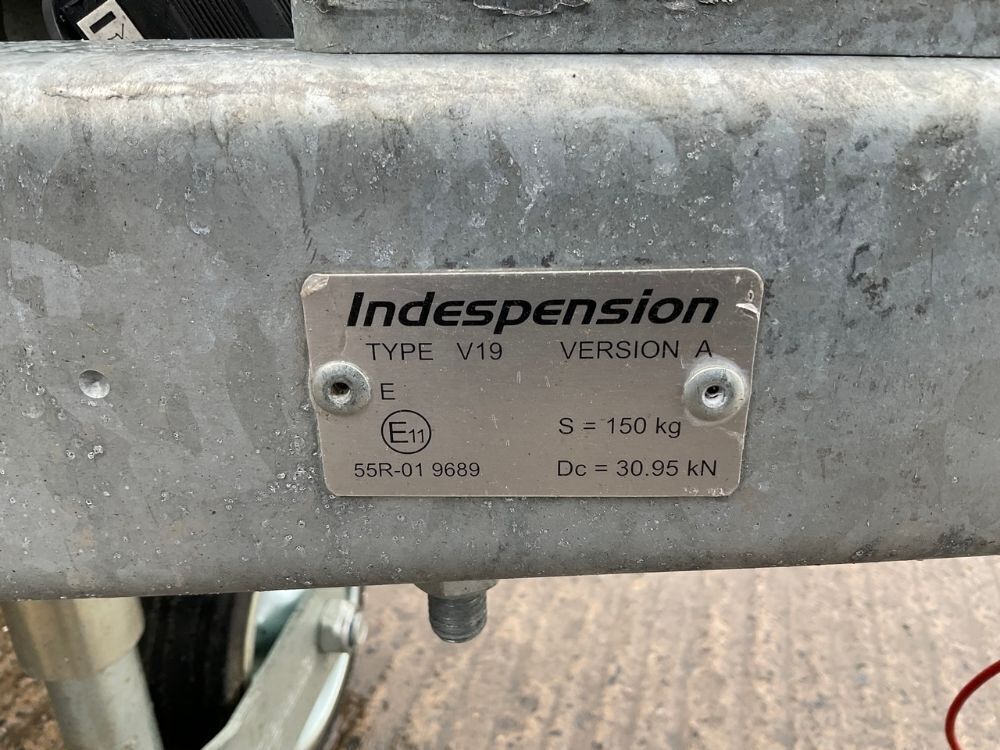 Indespension
TYPE V19 VERSION A
E
E11 S = 150 kg
55R-01 9689 Dc = 30.95 kN